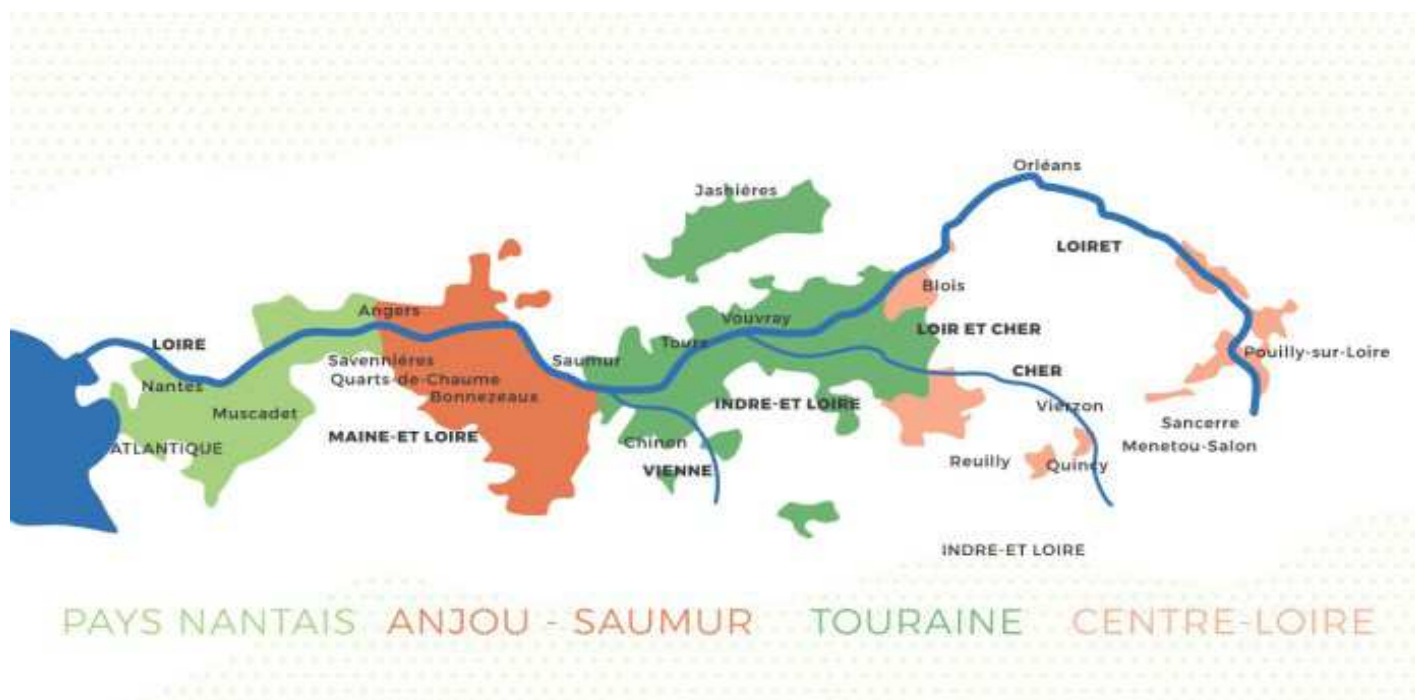 Orléans
Jasnières
LOIRET
Blois
Angers
Vouvray
LOIR ET CHER
LOIRE
Tours
Pouilly-sur-Loire
Savennières
Saumur
CHER
Quarts-de-Chaume
Nantes
Bonnezeaux
INDRE-ET LOIRE
Vierzon
Muscadet
Sancerre
MAINE-ET LOIRE
Chinon
ATLANTIQUE
Menetou-Salon
VIENNE
Reuilly
Quincy
INDRE-ET LOIRE
PAYS NANTAIS ANJOU - SAUMUR TOURAINE CENTRE-LOIRE